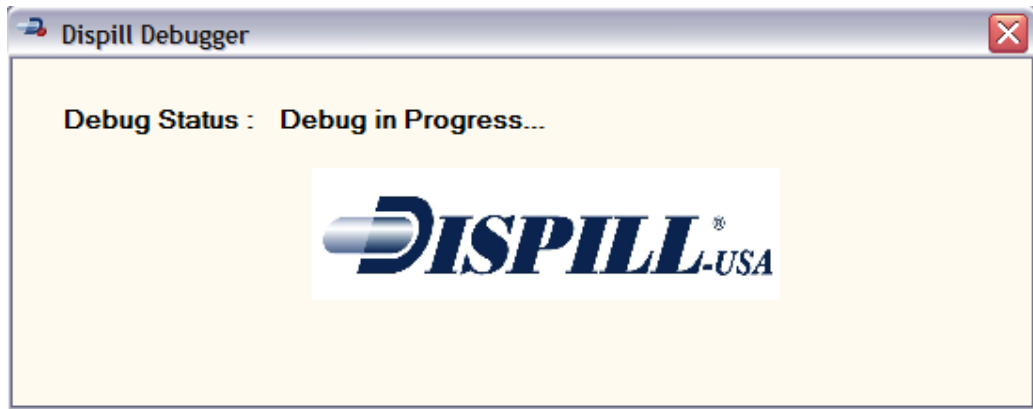 Dispill Debugger
Debug Status : Debug in Progress...
DISPILL®-USA